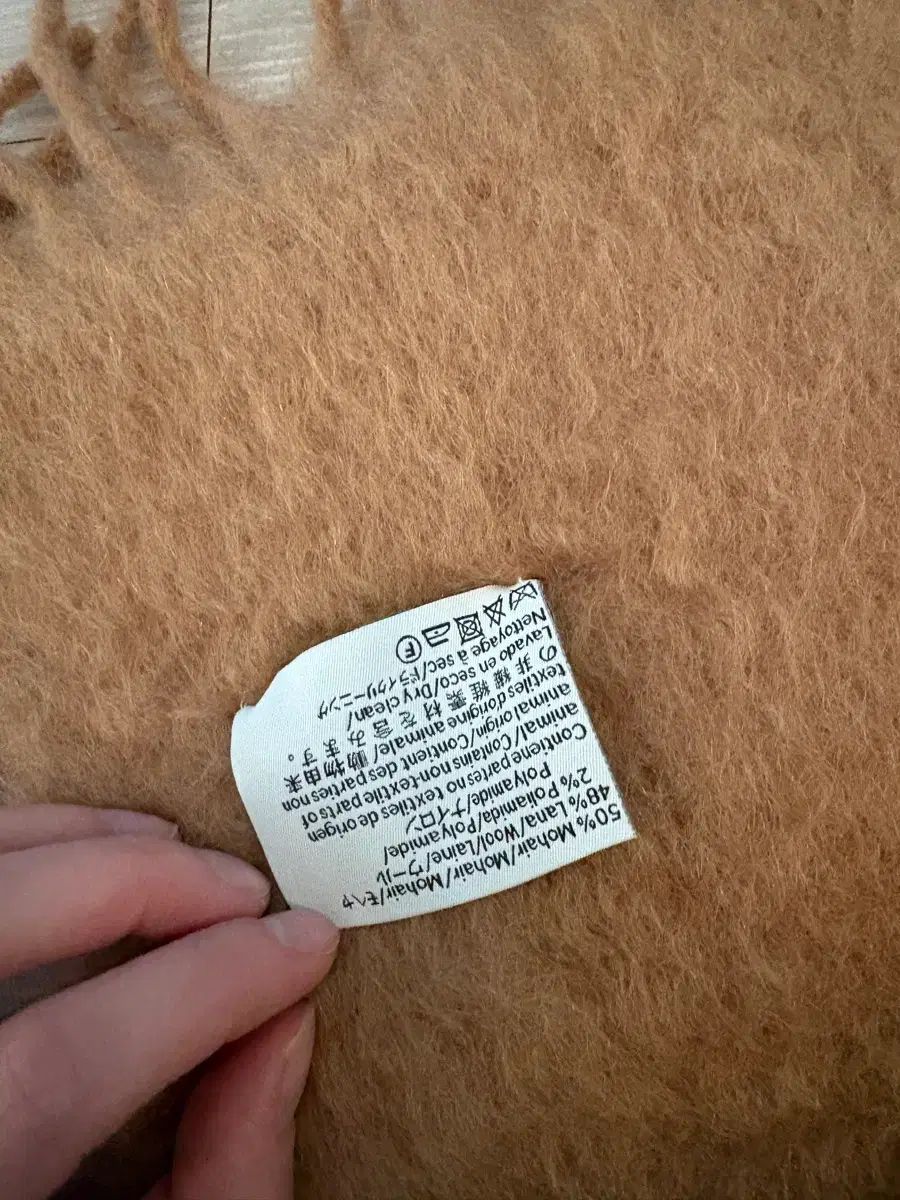 50% Mohair/Mohair/Mohair/モヘヤ
48% Lana/Wool/Laine/ウール
2% Poliamida/Polyamide/
Polyamide/ナイロン
Contiene partes no textiles de origen
animal/Contains non-textile parts of
animal origin/Contient des parties non
textiles d'origine animale/動物由来
の非繊維素材を含みます。
Lavado en seco/Dry clean/
Nettoyage à sec/ドライクリーニング
F